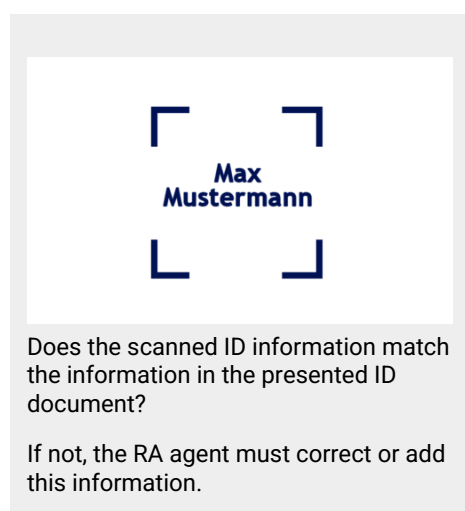 Max
Mustermann
Does the scanned ID information match
the information in the presented ID
document?
If not, the RA agent must correct or add
this information.